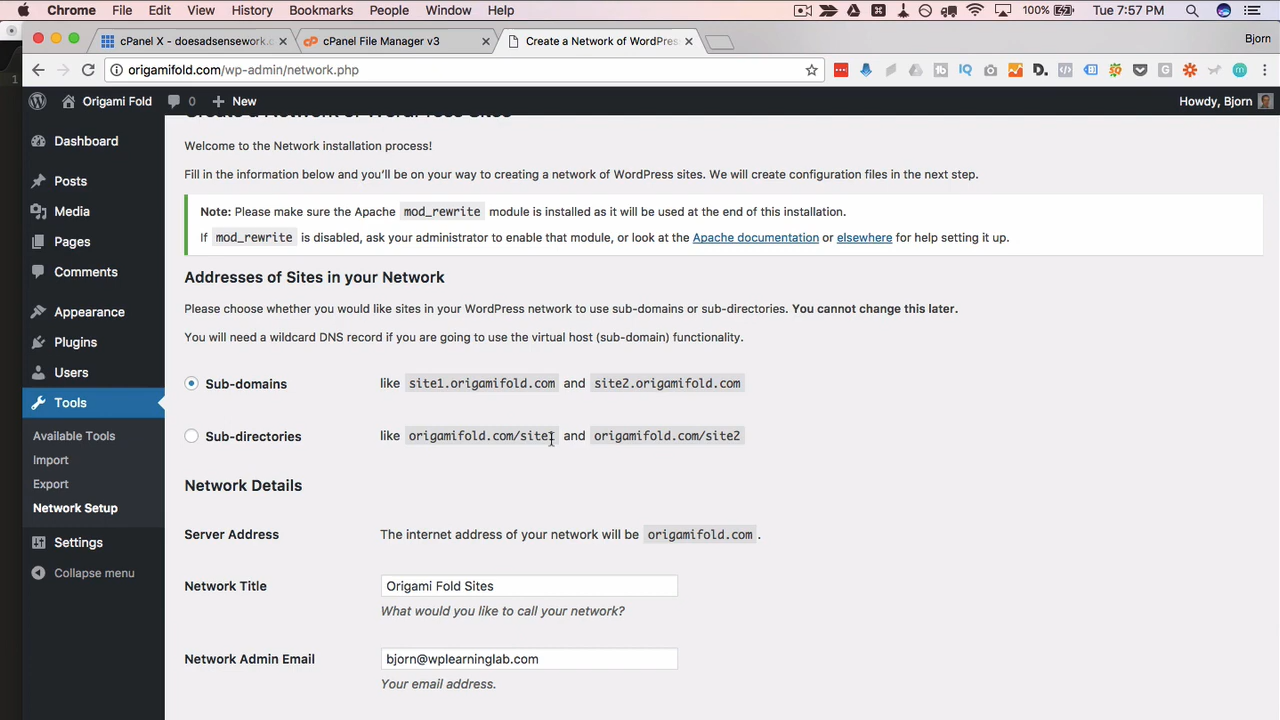 Chrome File Edit View History Bookmarks People Window Help 100% Tue 7:57 PM
cPanel X - doesadsensework.c cPanel File Manager v3 Create a Network of WordPres Bjorn
origamifold.com/wp-admin/network.php
Origami Fold 0 New Howdy, Bjorn
Dashboard
Posts
Media
Pages
Comments
Appearance
Plugins
Users
Tools
Available Tools
Import
Export
Network Setup
Settings
Collapse menu
Create a Network of WordPress Sites
Welcome to the Network installation process!
Fill in the information below and you’ll be on your way to creating a network of WordPress sites. We will create configuration files in the next step.
Note: Please make sure the Apache mod_rewrite module is installed as it will be used at the end of this installation.
If mod_rewrite is disabled, ask your administrator to enable that module, or look at the Apache documentation or elsewhere for help setting it up.
Addresses of Sites in your Network
Please choose whether you would like sites in your WordPress network to use sub-domains or sub-directories. You cannot change this later.
You will need a wildcard DNS record if you are going to use the virtual host (sub-domain) functionality.
Sub-domains like site1.origamifold.com and site2.origamifold.com
Sub-directories like origamifold.com/site1 and origamifold.com/site2
Network Details
Server Address The internet address of your network will be origamifold.com .
Network Title Origami Fold Sites
What would you like to call your network?
Network Admin Email bjorn@wplearninglab.com
Your email address.